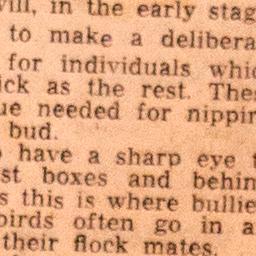 will, in the early stag
to make a delibera
for individuals whic
ick as the rest. Thes
ue needed for nippin
bud.
have a sharp eye
st boxes and behin
s this is where bullie
birds often go in a
their flock mates.